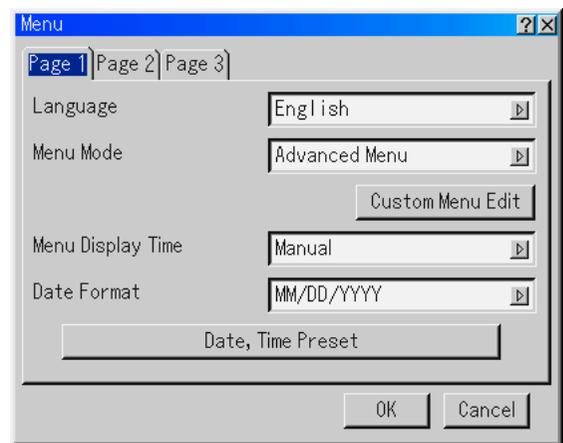 Menu
Page 1 Page 2 Page 3
Language English
Menu Mode Advanced Menu
Custom Menu Edit
Menu Display Time Manual
Date Format MM/DD/YYYY
Date, Time Preset
OK Cancel